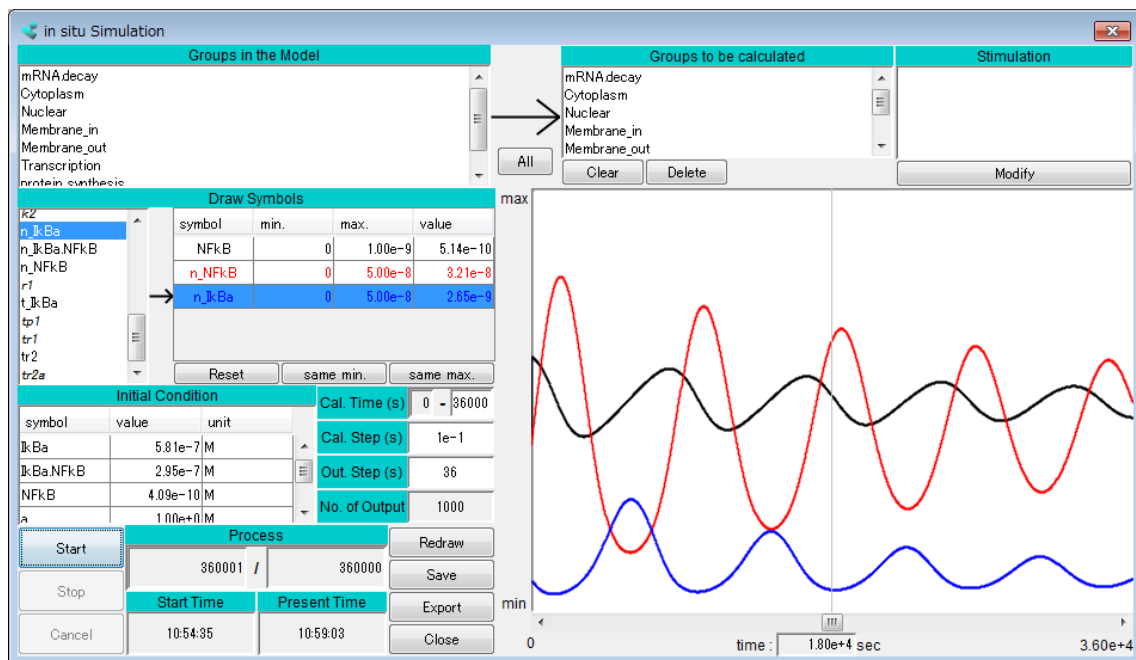 in situ Simulation
Groups in the Model
mRNA.decay
Cytoplasm
Nuclear
Membrane_in
Membrane_out
Transcription
protein synthesis
All
Groups to be calculated
mRNA.decay
Cytoplasm
Nuclear
Membrane_in
Membrane_out
Clear Delete
Stimulation
Modify
Draw Symbols
k2
n_IkBa
n_IkBa.NFkB
n_NFkB
r1
t_IkBa
tp1
tr1
tr2
tr2a
symbol min. max. value
NFkB 0 1.00e-9 5.14e-10
n_NFkB 0 5.00e-8 3.21e-8
n_IkBa 0 5.00e-8 2.65e-9
Reset same min. same max.
Initial Condition
symbol value unit
IkBa 5.81e-7 M
IkBa.NFkB 2.95e-7 M
NFkB 4.09e-10 M
a 1.00e+0 M
Cal. Time (s) 0 - 36000
Cal. Step (s) 1e-1
Out. Step (s) 36
No. of Output 1000
Start
Stop
Cancel
Process
360001 / 360000
Start Time Present Time
10:54:35 10:59:03
Redraw
Save
Export
Close
max
min
0 time : 1.80e+4 sec 3.60e+4